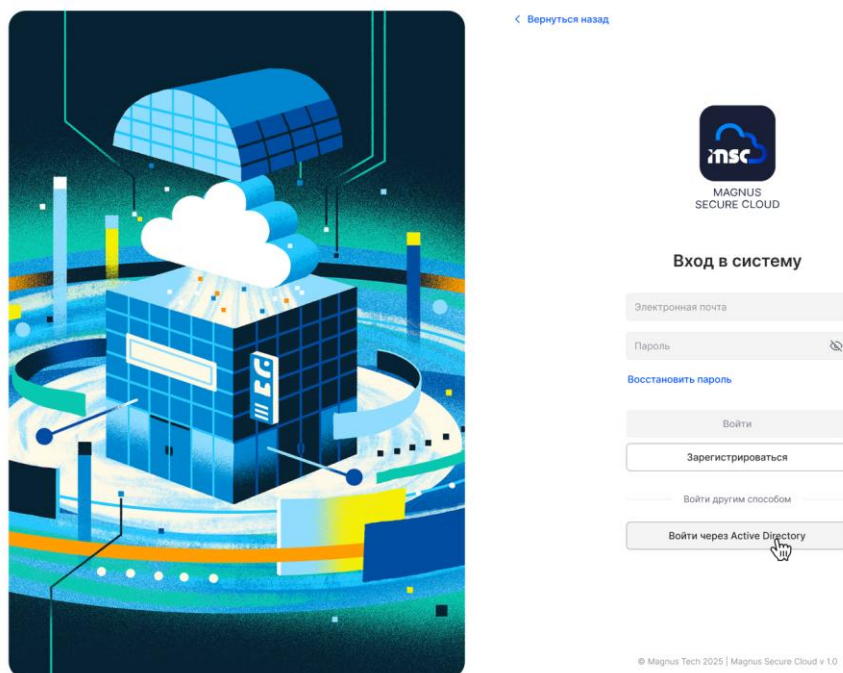 Вернуться назад
msc
MAGNUS
SECURE CLOUD
Вход в систему
Электронная почта
Пароль
Восстановить пароль
Войти
Зарегистрироваться
Войти другим способом
Войти через Active Directory
© Magnus Tech 2025 | Magnus Secure Cloud v 1.0